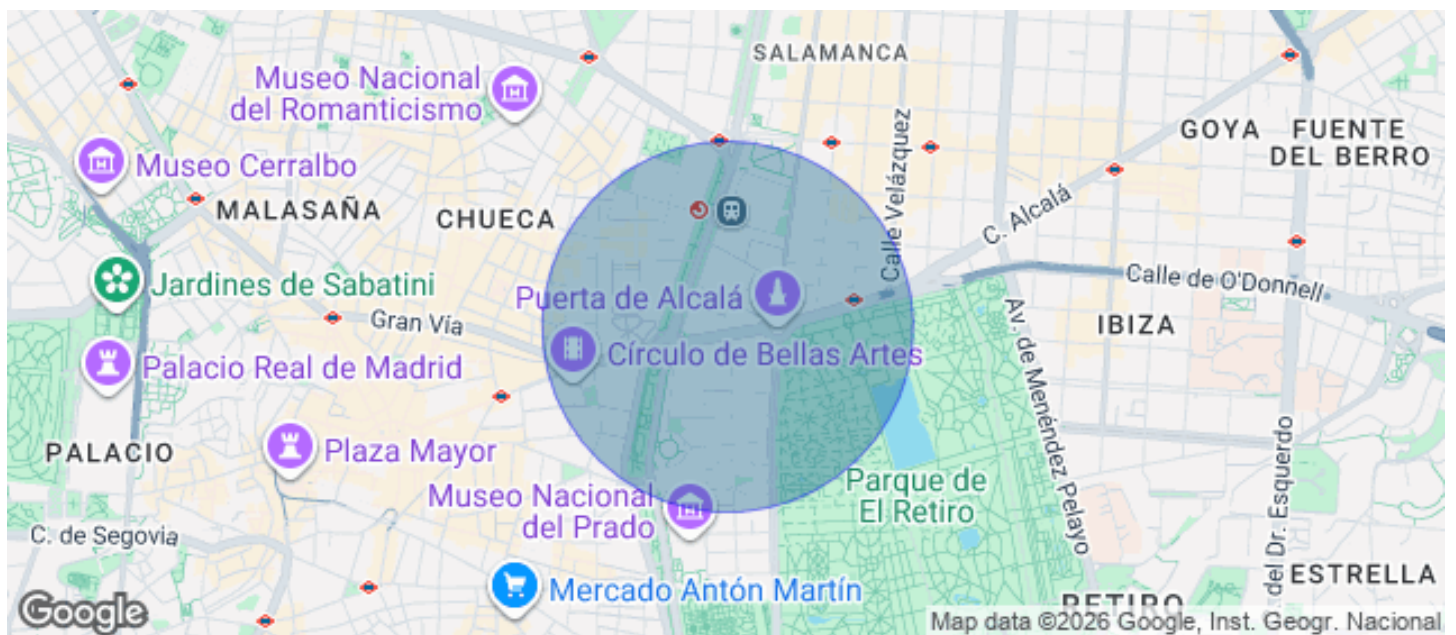 SALAMANCA
Museo Nacional
del Romanticismo
GOYA
FUENTE
DEL BERRO
Museo Cerralbo
Calle Velázquez
MALASAÑA
CHUECA
C. Alcalá
Jardines de Sabatini
Puerta de Alcalá
Calle de O'Donnell
Gran Vía
IBIZA
Círculo de Bellas Artes
Palacio Real de Madrid
Av. de Menéndez Pelayo
PALACIO
Plaza Mayor
Museo Nacional
del Prado
Parque de
El Retiro
C. de Segovia
del Dr. Esquerdo
Mercado Antón Martín
ESTRELLA
RETIRO
Google
Map data ©2026 Google, Inst. Geogr. Nacional